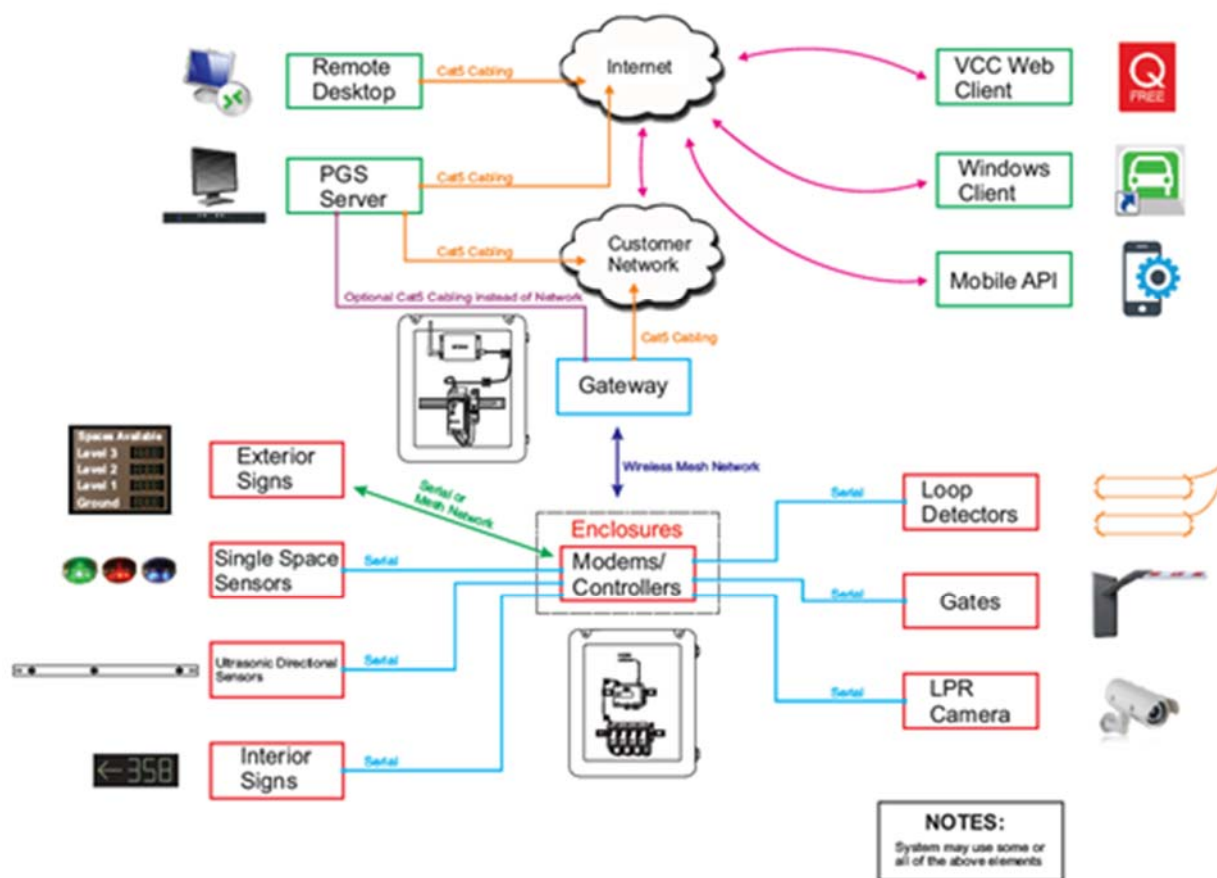 Remote
Desktop
Cat5 Cabling
Internet
VCC Web
Client
Q
FREE
PGS
Server
Cat5 Cabling
Windows
Client
Cat5 Cabling
Customer
Network
Mobile API
Optional Cat5 Cabling instead of Network
Cat5 Cabling
Gateway
Wireless Mesh Network
Spaces Available
Level 3
Level 2
Level 1
Ground
Exterior
Signs
Serial or
Mesh Network
Enclosures
Modems/
Controllers
Serial
Loop
Detectors
Single Space
Sensors
Serial
Serial
Gates
Ultrasonic Directional
Sensors
Serial
Serial
LPR
Camera
←358
Interior
Signs
Serial
NOTES:
System may use some or
all of the above elements